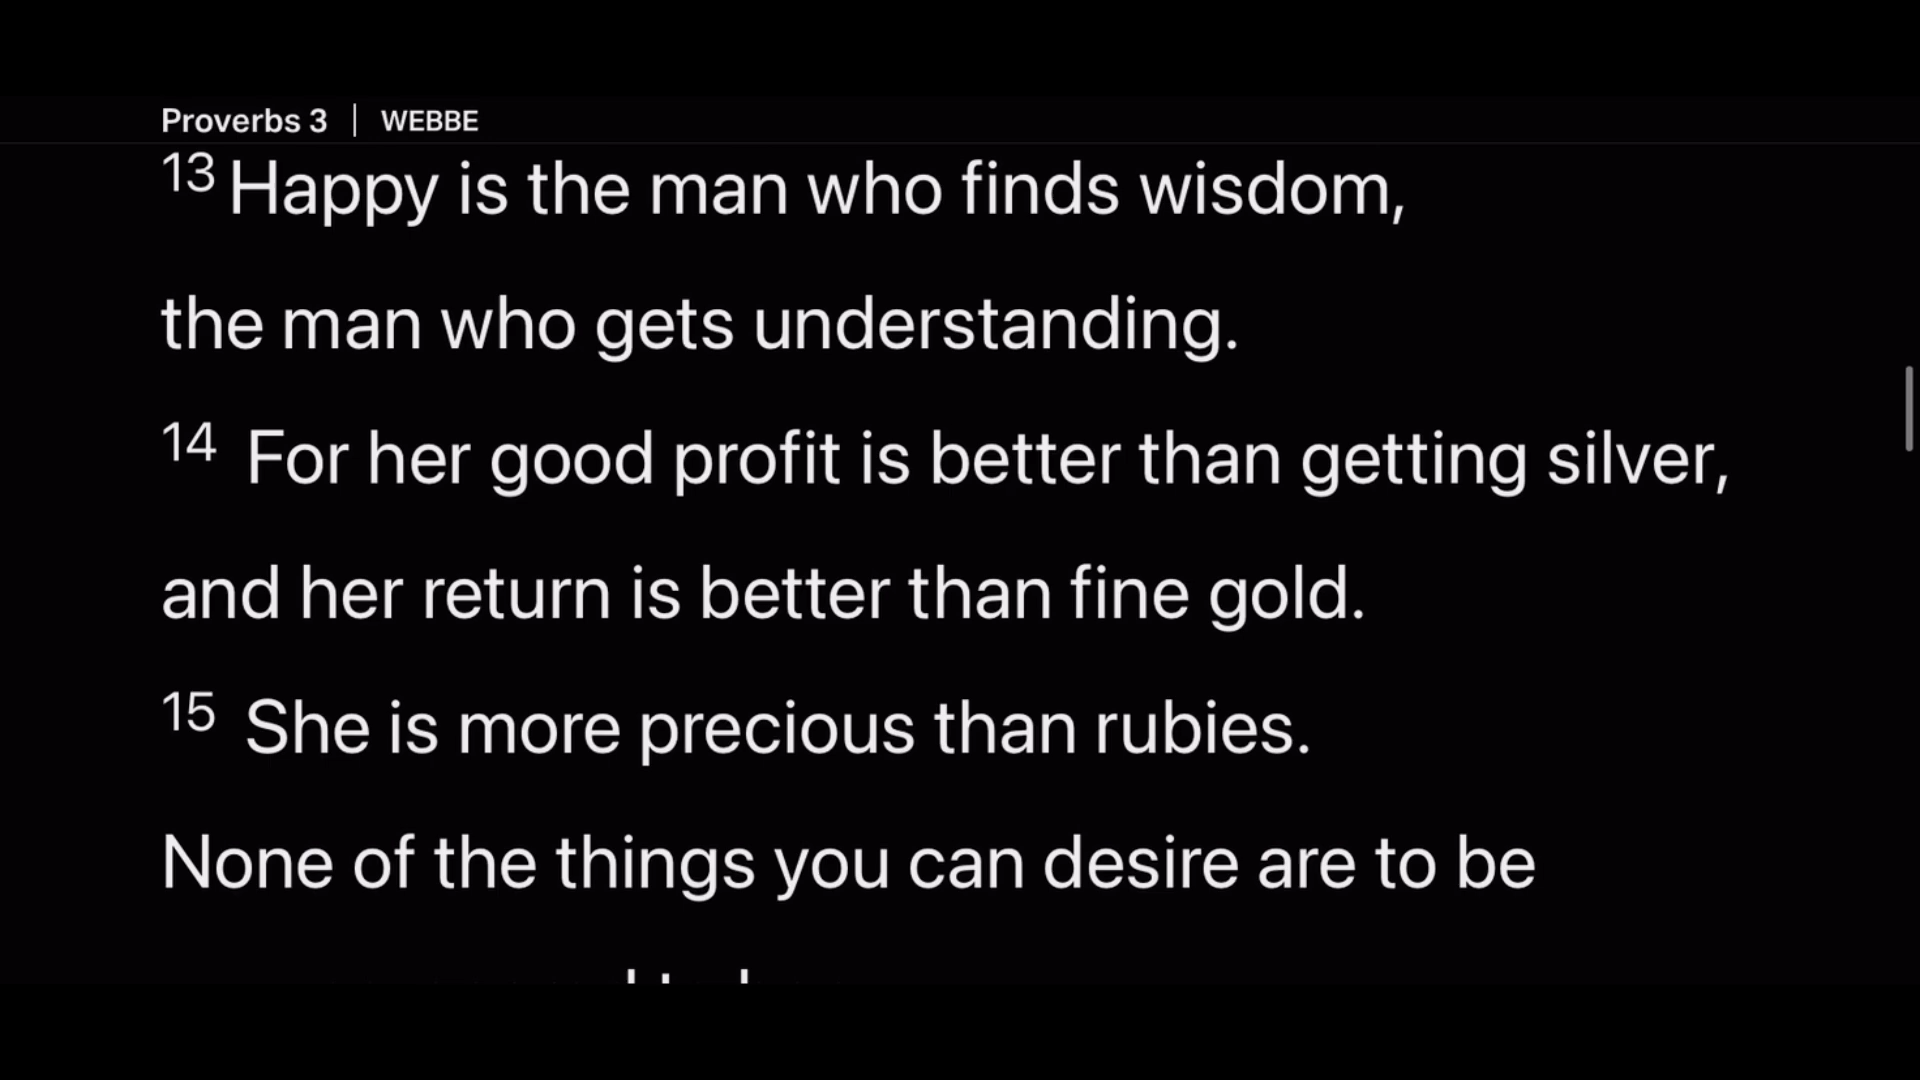 Proverbs 3 | WEBBE
13 Happy is the man who finds wisdom,
the man who gets understanding.
14 For her good profit is better than getting silver,
and her return is better than fine gold.
15 She is more precious than rubies.
None of the things you can desire are to be